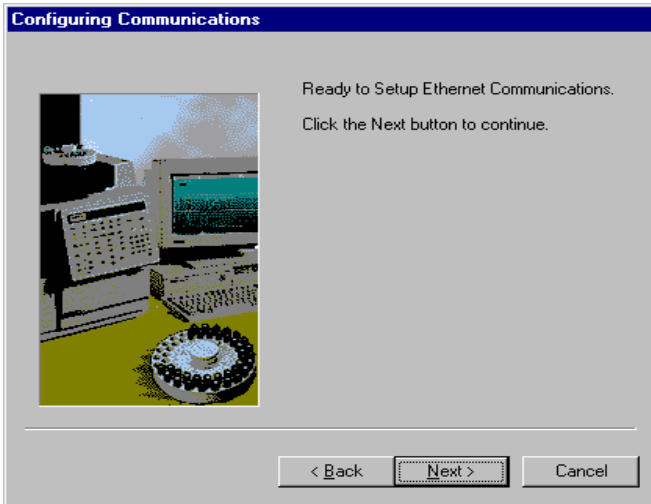 Configuring Communications
Ready to Setup Ethernet Communications.
Click the Next button to continue.
< Back
Next >
Cancel